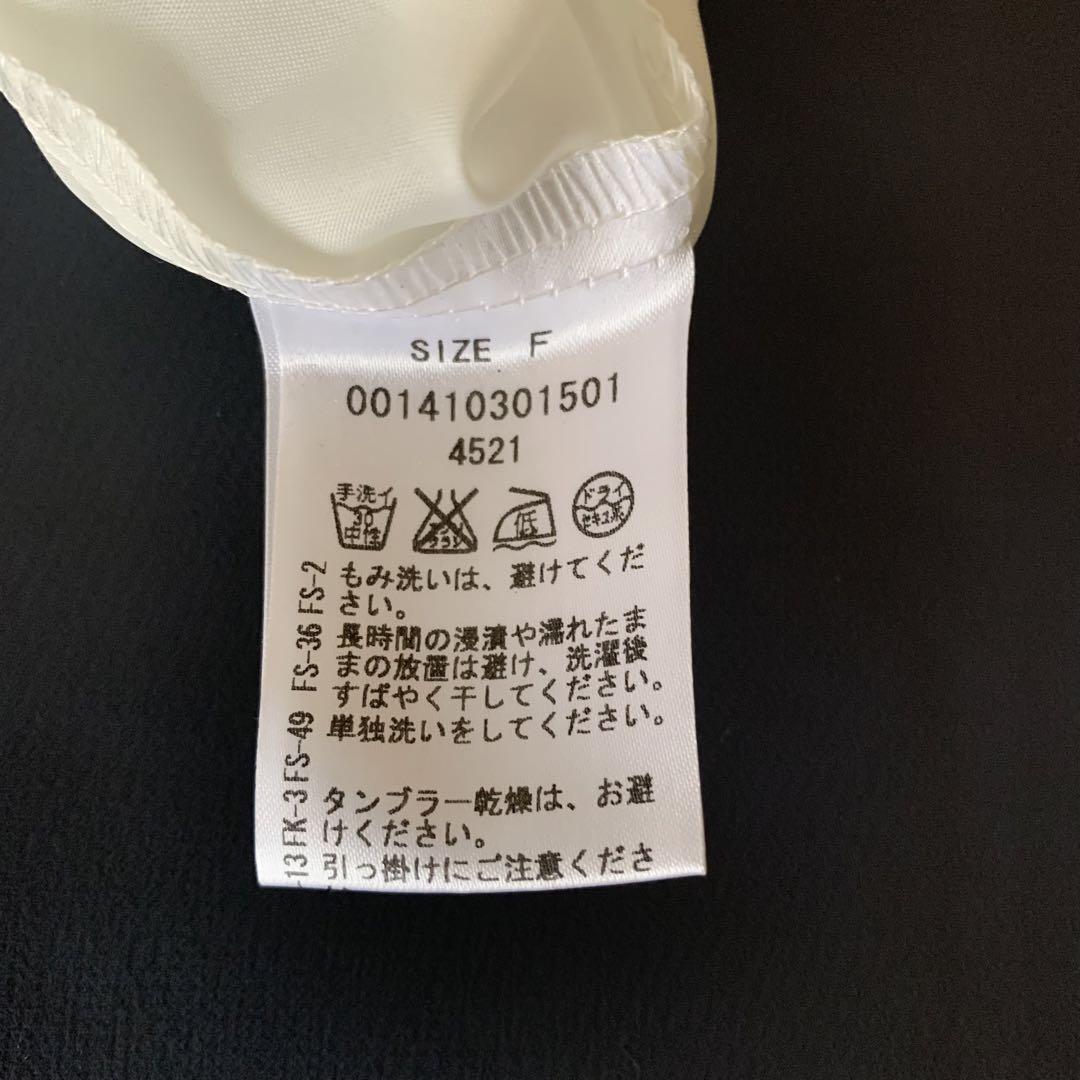 SIZE F
001410301501
4521
手洗イ
30
中性
低
ドライ
セキユ系
もみ洗いは、避けてくだ
さい。
長時間の浸漬や濡れたま
まの放置は避け、洗濯後
すばやく干してください。
単独洗いをしてください。
タンブラー乾燥は、お避
けください。
引っ掛けにご注意くださ
-13FK-3FS-49 FS-36 FS-2